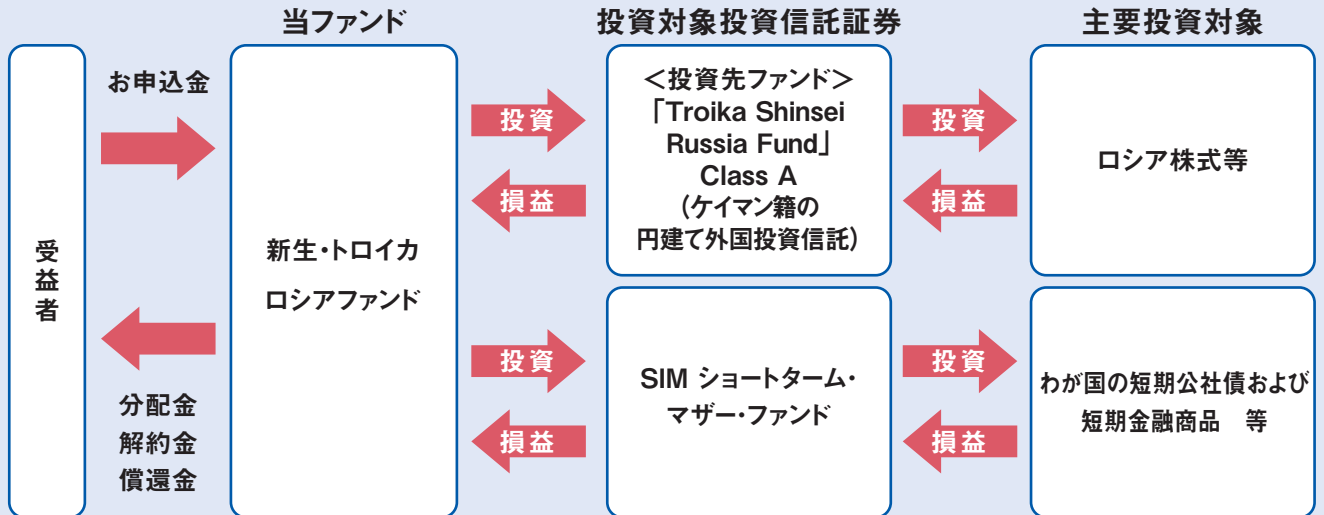 当ファンド
投資対象投資信託証券
主要投資対象
受益者
お申込金
分配金
解約金
償還金
新生・トロイカ
ロシアファンド
投資
損益
<投資先ファンド>
「Troika Shinsei
Russia Fund」
Class A
(ケイマン籍の
円建て外国投資信託)
投資
損益
ロシア株式等
投資
損益
SIM ショートターム・
マザー・ファンド
投資
損益
わが国の短期公社債および
短期金融商品 等